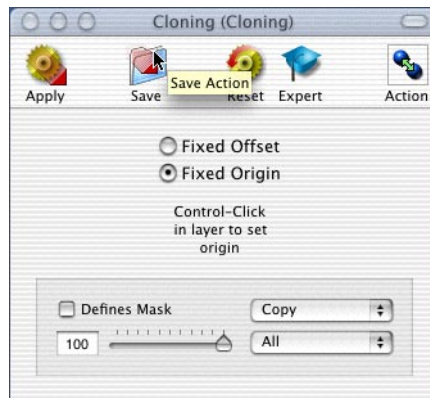 Cloning (Cloning)
Save Action
Apply Save Reset Expert Action
Fixed Offset
Fixed Origin
Control-Click
in layer to set
origin
Defines Mask Copy
100 All